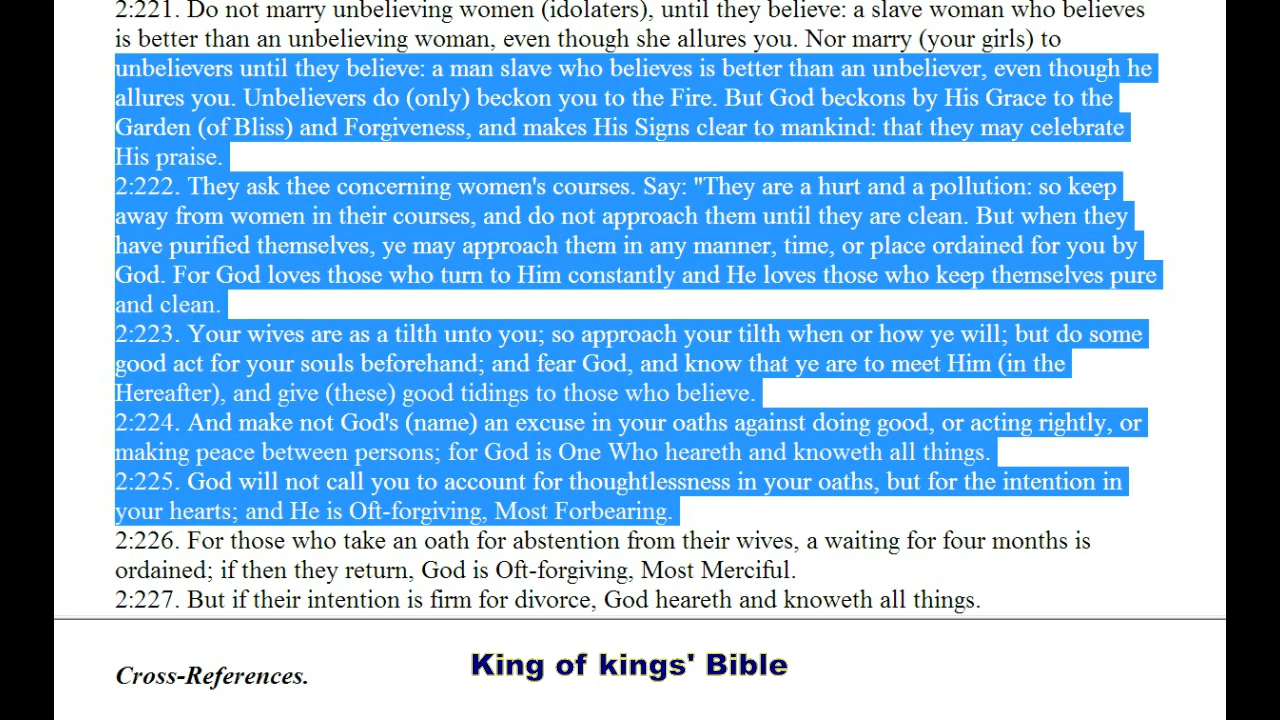 2:221. Do not marry unbelieving women (idolaters), until they believe: a slave woman who believes
is better than an unbelieving woman, even though she allures you. Nor marry (your girls) to
unbelievers until they believe: a man slave who believes is better than an unbeliever, even though he
allures you. Unbelievers do (only) beckon you to the Fire. But God beckons by His Grace to the
Garden (of Bliss) and Forgiveness, and makes His Signs clear to mankind: that they may celebrate
His praise.
2:222. They ask thee concerning women's courses. Say: "They are a hurt and a pollution: so keep
away from women in their courses, and do not approach them until they are clean. But when they
have purified themselves, ye may approach them in any manner, time, or place ordained for you by
God. For God loves those who turn to Him constantly and He loves those who keep themselves pure
and clean.
2:223. Your wives are as a tilth unto you; so approach your tilth when or how ye will; but do some
good act for your souls beforehand; and fear God, and know that ye are to meet Him (in the
Hereafter), and give (these) good tidings to those who believe.
2:224. And make not God's (name) an excuse in your oaths against doing good, or acting rightly, or
making peace between persons; for God is One Who heareth and knoweth all things.
2:225. God will not call you to account for thoughtlessness in your oaths, but for the intention in
your hearts; and He is Oft-forgiving, Most Forbearing.
2:226. For those who take an oath for abstention from their wives, a waiting for four months is
ordained; if then they return, God is Oft-forgiving, Most Merciful.
2:227. But if their intention is firm for divorce, God heareth and knoweth all things.
King of kings' Bible
Cross-References.